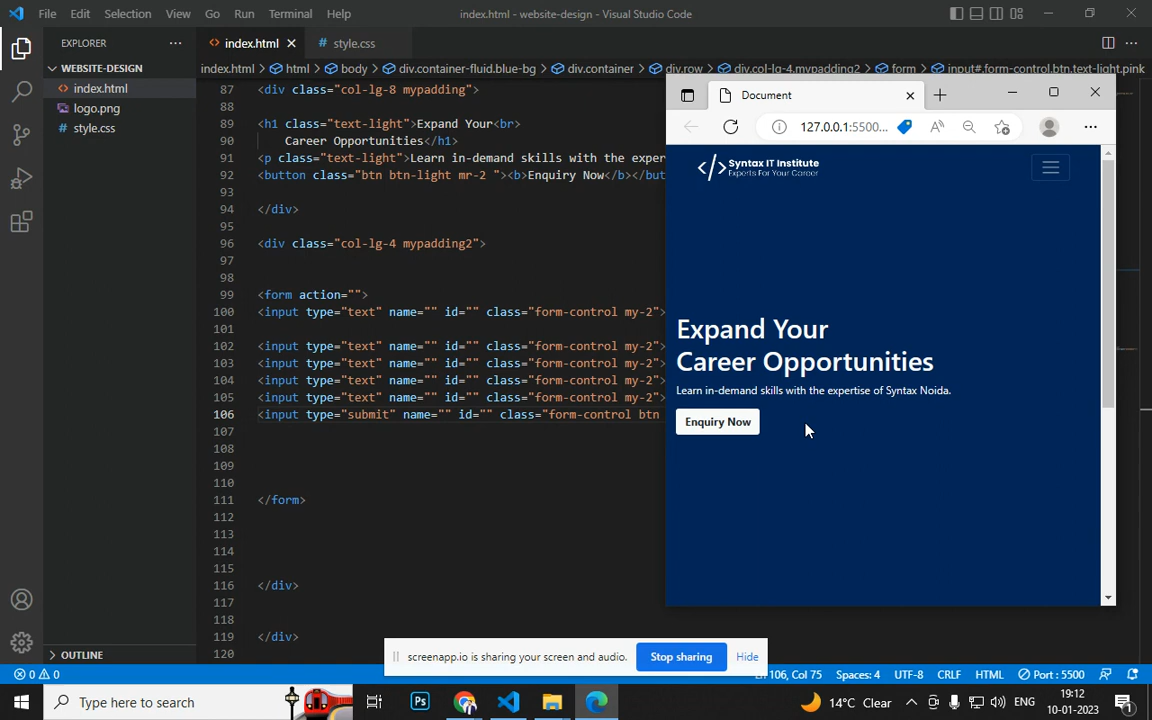 File Edit Selection View Go Run Terminal Help
index.html - website-design - Visual Studio Code
EXPLORER
index.html
style.css
WEBSITE-DESIGN
index.html
logo.png
style.css
OUTLINE
index.html > html > body > div.container-fluid.blue-bg > div.container > div.row > div.col-lg-4.mypadding2 > form > input#.form-control.btn.text-light.pink
87 <div class="col-lg-8 mypadding">
88
89 <h1 class="text-light">Expand Your<br>
90 Career Opportunities</h1>
91 <p class="text-light">Learn in-demand skills with the exper
92 <button class="btn btn-light mr-2 "><b>Enquiry Now</b></but
93
94 </div>
95
96 <div class="col-lg-4 mypadding2">
97
98
99 <form action="">
100 <input type="text" name="" id="" class="form-control my-2">
101
102 <input type="text" name="" id="" class="form-control my-2">
103 <input type="text" name="" id="" class="form-control my-2">
104 <input type="text" name="" id="" class="form-control my-2">
105 <input type="text" name="" id="" class="form-control my-2">
106 <input type="submit" name="" id="" class="form-control btn
107
108
109
110
111 </form>
112
113
114
115
116 </div>
117
118
119 </div>
120
Document
127.0.0.1:5500...
</> Syntax IT Institute
Experts For Your Career
Expand Your
Career Opportunities
Learn in-demand skills with the expertise of Syntax Noida.
Enquiry Now
screenapp.io is sharing your screen and audio.
Stop sharing
Hide
0 0
Ln 106, Col 75 Spaces: 4 UTF-8 CRLF HTML Port : 5500
Type here to search
Ps
14°C Clear
ENG
19:12
10-01-2023
1